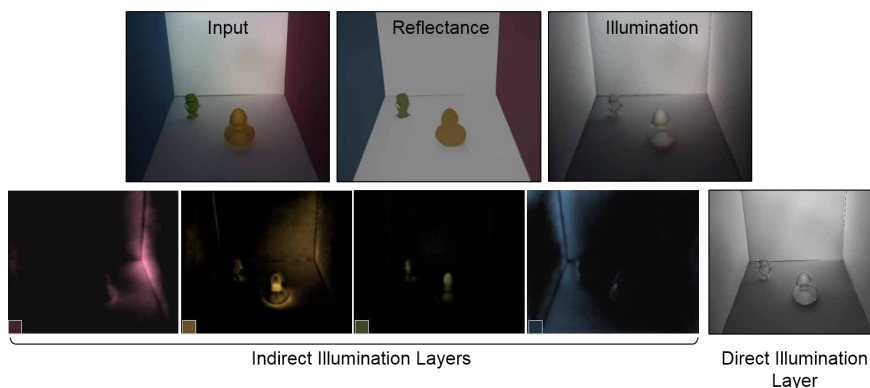 Input
Reflectance
Illumination
Indirect Illumination Layers
Direct Illumination
Layer